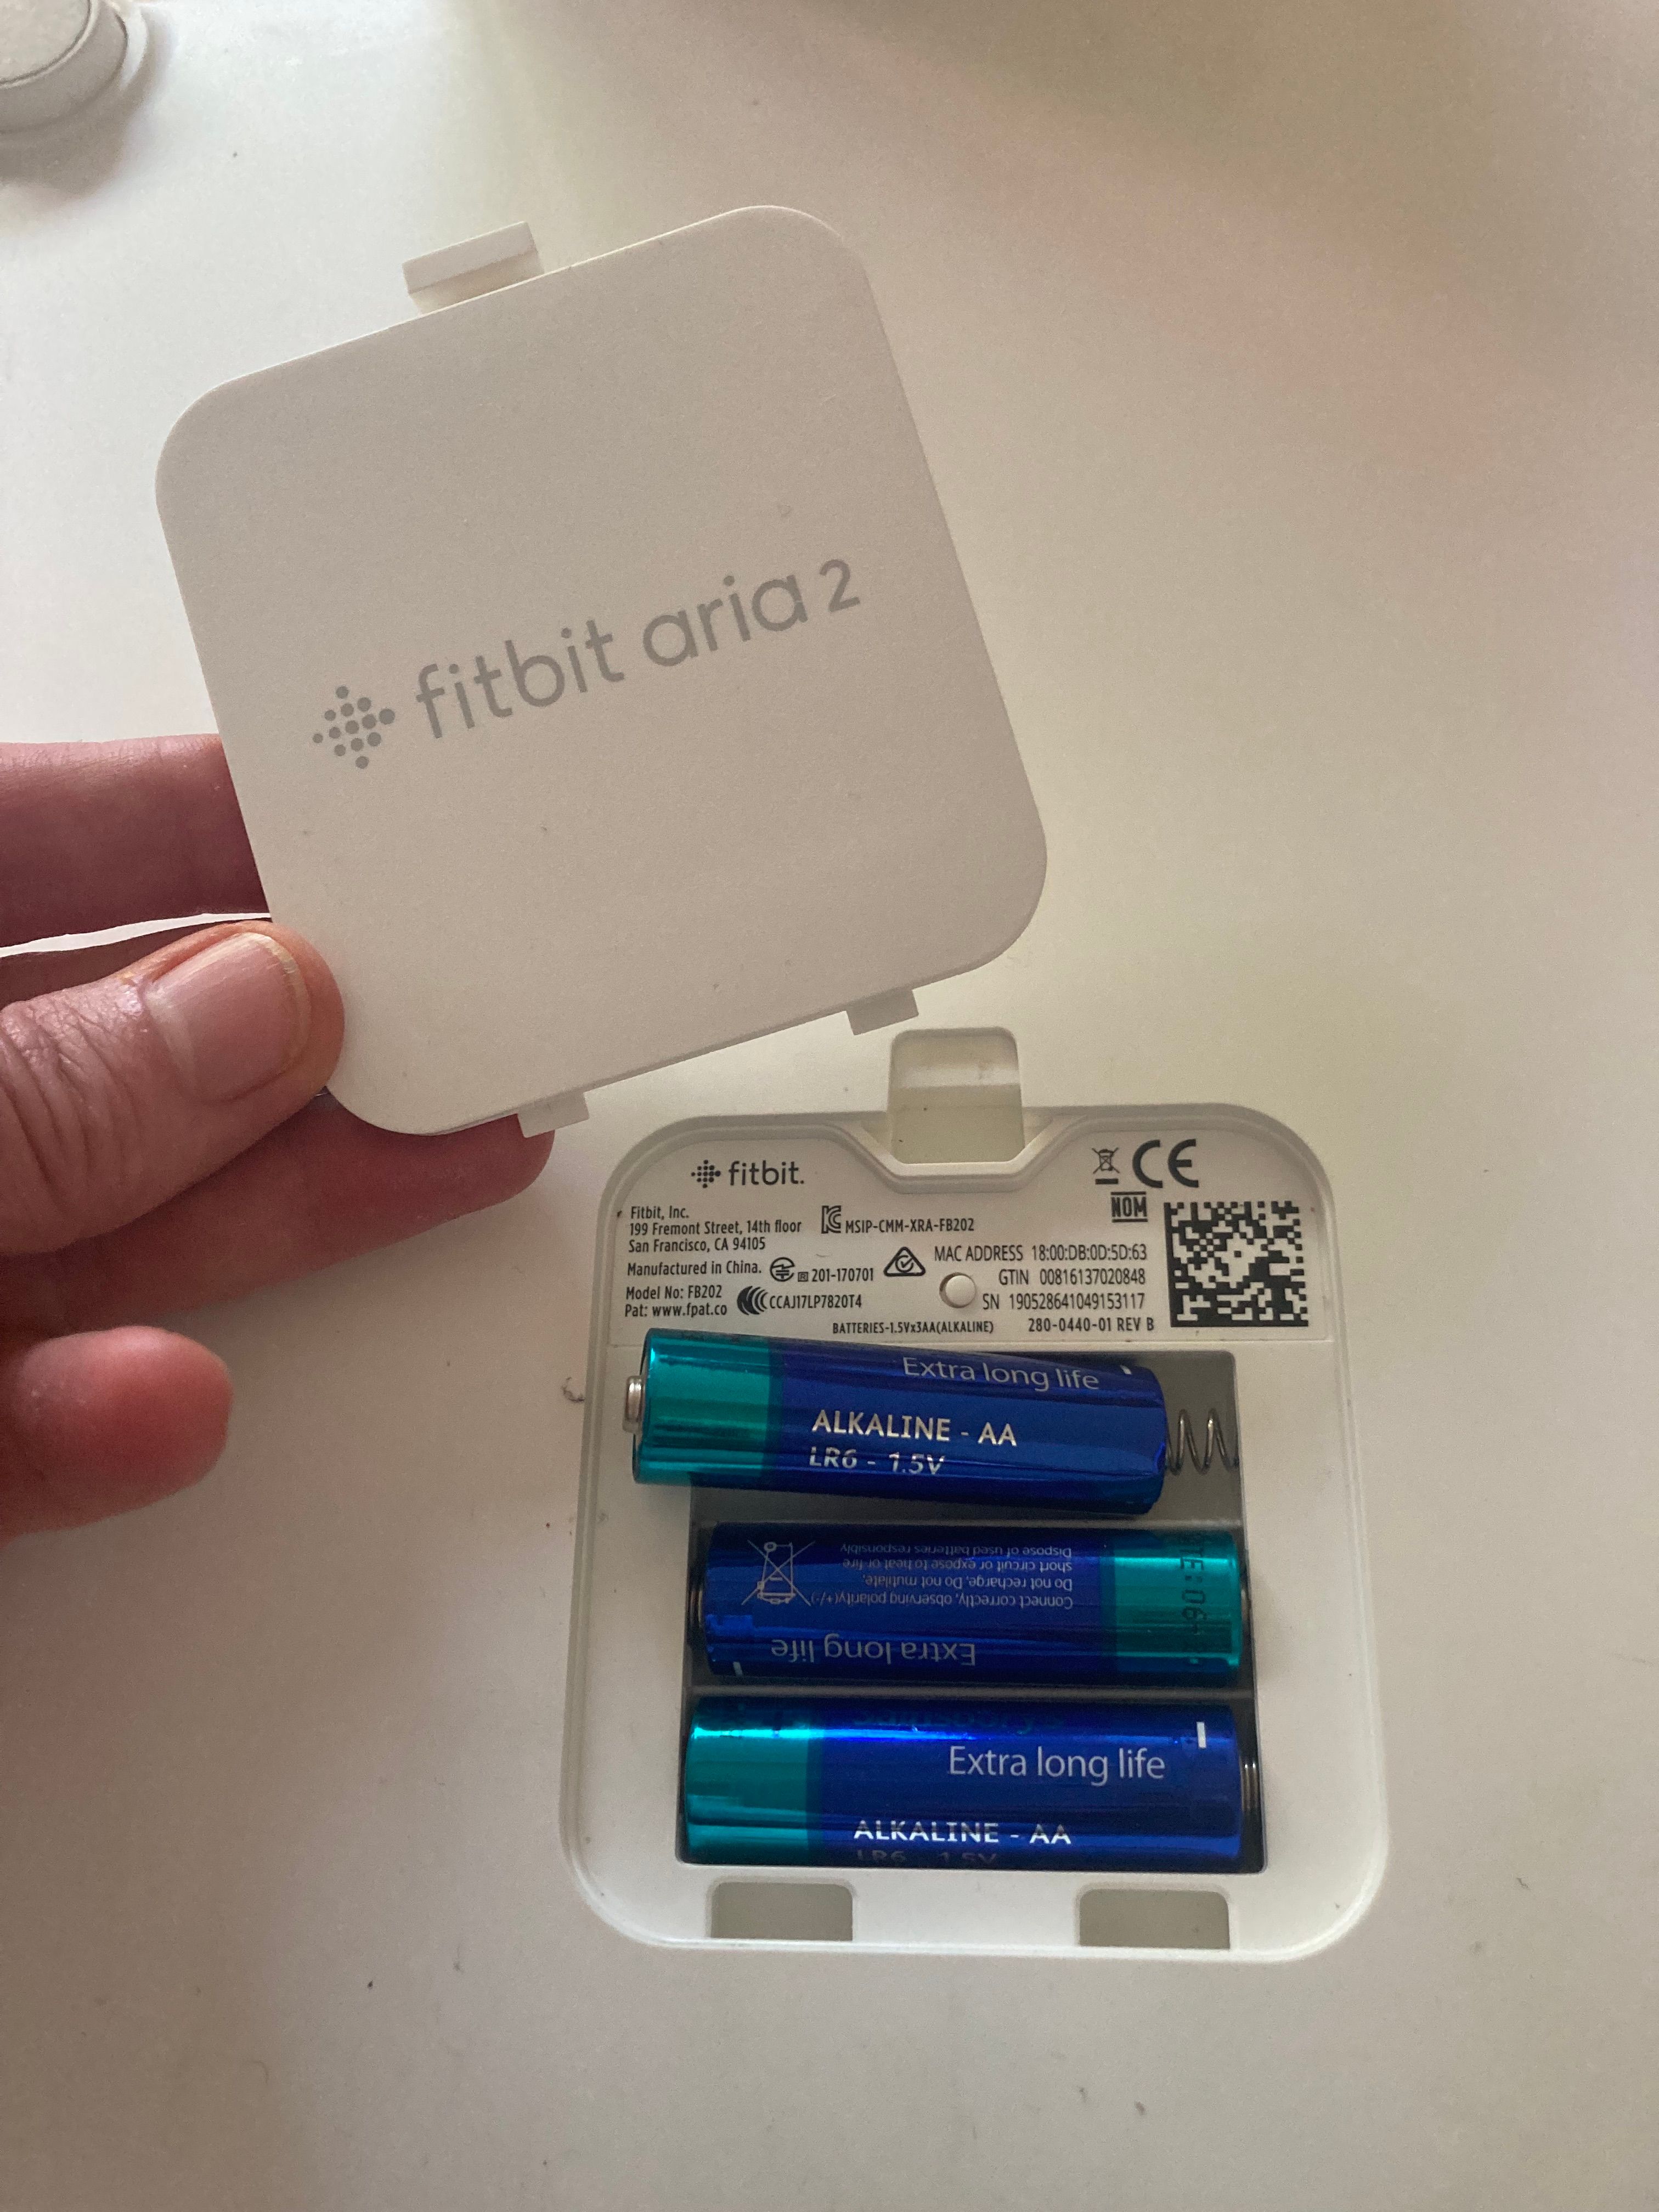 fitbit aria 2
fitbit.
Fitbit, Inc.
199 Fremont Street, 14th floor
San Francisco, CA 94105
Manufactured in China.
Model No: FB202
Pat: www.fpat.co
MSIP-CMM-XRA-FB202
201-170701
CCAJ17LP7820T4
CE
NOM
MAC ADDRESS 18:00:DB:0D:5D:63
GTIN 00816137020848
SN 190528641049153117
BATTERIES-1.5Vx3AA(ALKALINE) 280-0440-01 REV B
Extra long life
ALKALINE - AA
LR6 - 1.5V
Extra long life
Connect correctly, observing polarity(+/-)
Do not recharge, Do not mutilate,
short circuit or expose to heat or fire
Dispose of used batteries responsibly
Extra long life
ALKALINE - AA
LR6 - 1.5V